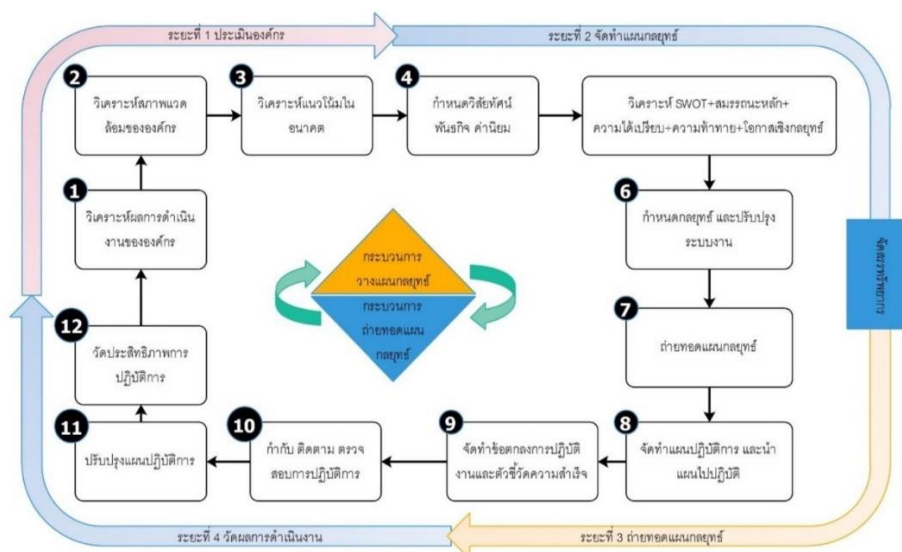 ระยะที่ 1 ประเมินองค์กร
ระยะที่ 2 จัดทำแผนกลยุทธ์
2
วิเคราะห์สภาพแวด
ล้อมขององค์กร
3
วิเคราะห์แนวโน้มใน
อนาคต
4
กำหนดวิสัยทัศน์
พันธกิจ ค่านิยม
วิเคราะห์ SWOT+สมรรถนะหลัก+
ความได้เปรียบ+ความท้าทาย+โอกาสเชิงกลยุทธ์
1
วิเคราะห์ผลการดำเนิน
งานขององค์กร
6
กำหนดกลยุทธ์ และปรับปรุง
ระบบงาน
จัดสรรทรัพยากร
กระบวนการ
วางแผนกลยุทธ์
กระบวนการ
ถ่ายทอดแผน
กลยุทธ์
7
ถ่ายทอดแผนกลยุทธ์
12
วัดประสิทธิภาพการ
ปฏิบัติการ
11
ปรับปรุงแผนปฏิบัติการ
10
กำกับ ติดตาม ตรวจ
สอบการปฏิบัติการ
9
จัดทำข้อตกลงการปฏิบัติ
งานและตัวชี้วัดความสำเร็จ
8
จัดทำแผนปฏิบัติการ และนำ
แผนไปปฏิบัติ
ระยะที่ 4 วัดผลการดำเนินงาน
ระยะที่ 3 ถ่ายทอดแผนกลยุทธ์